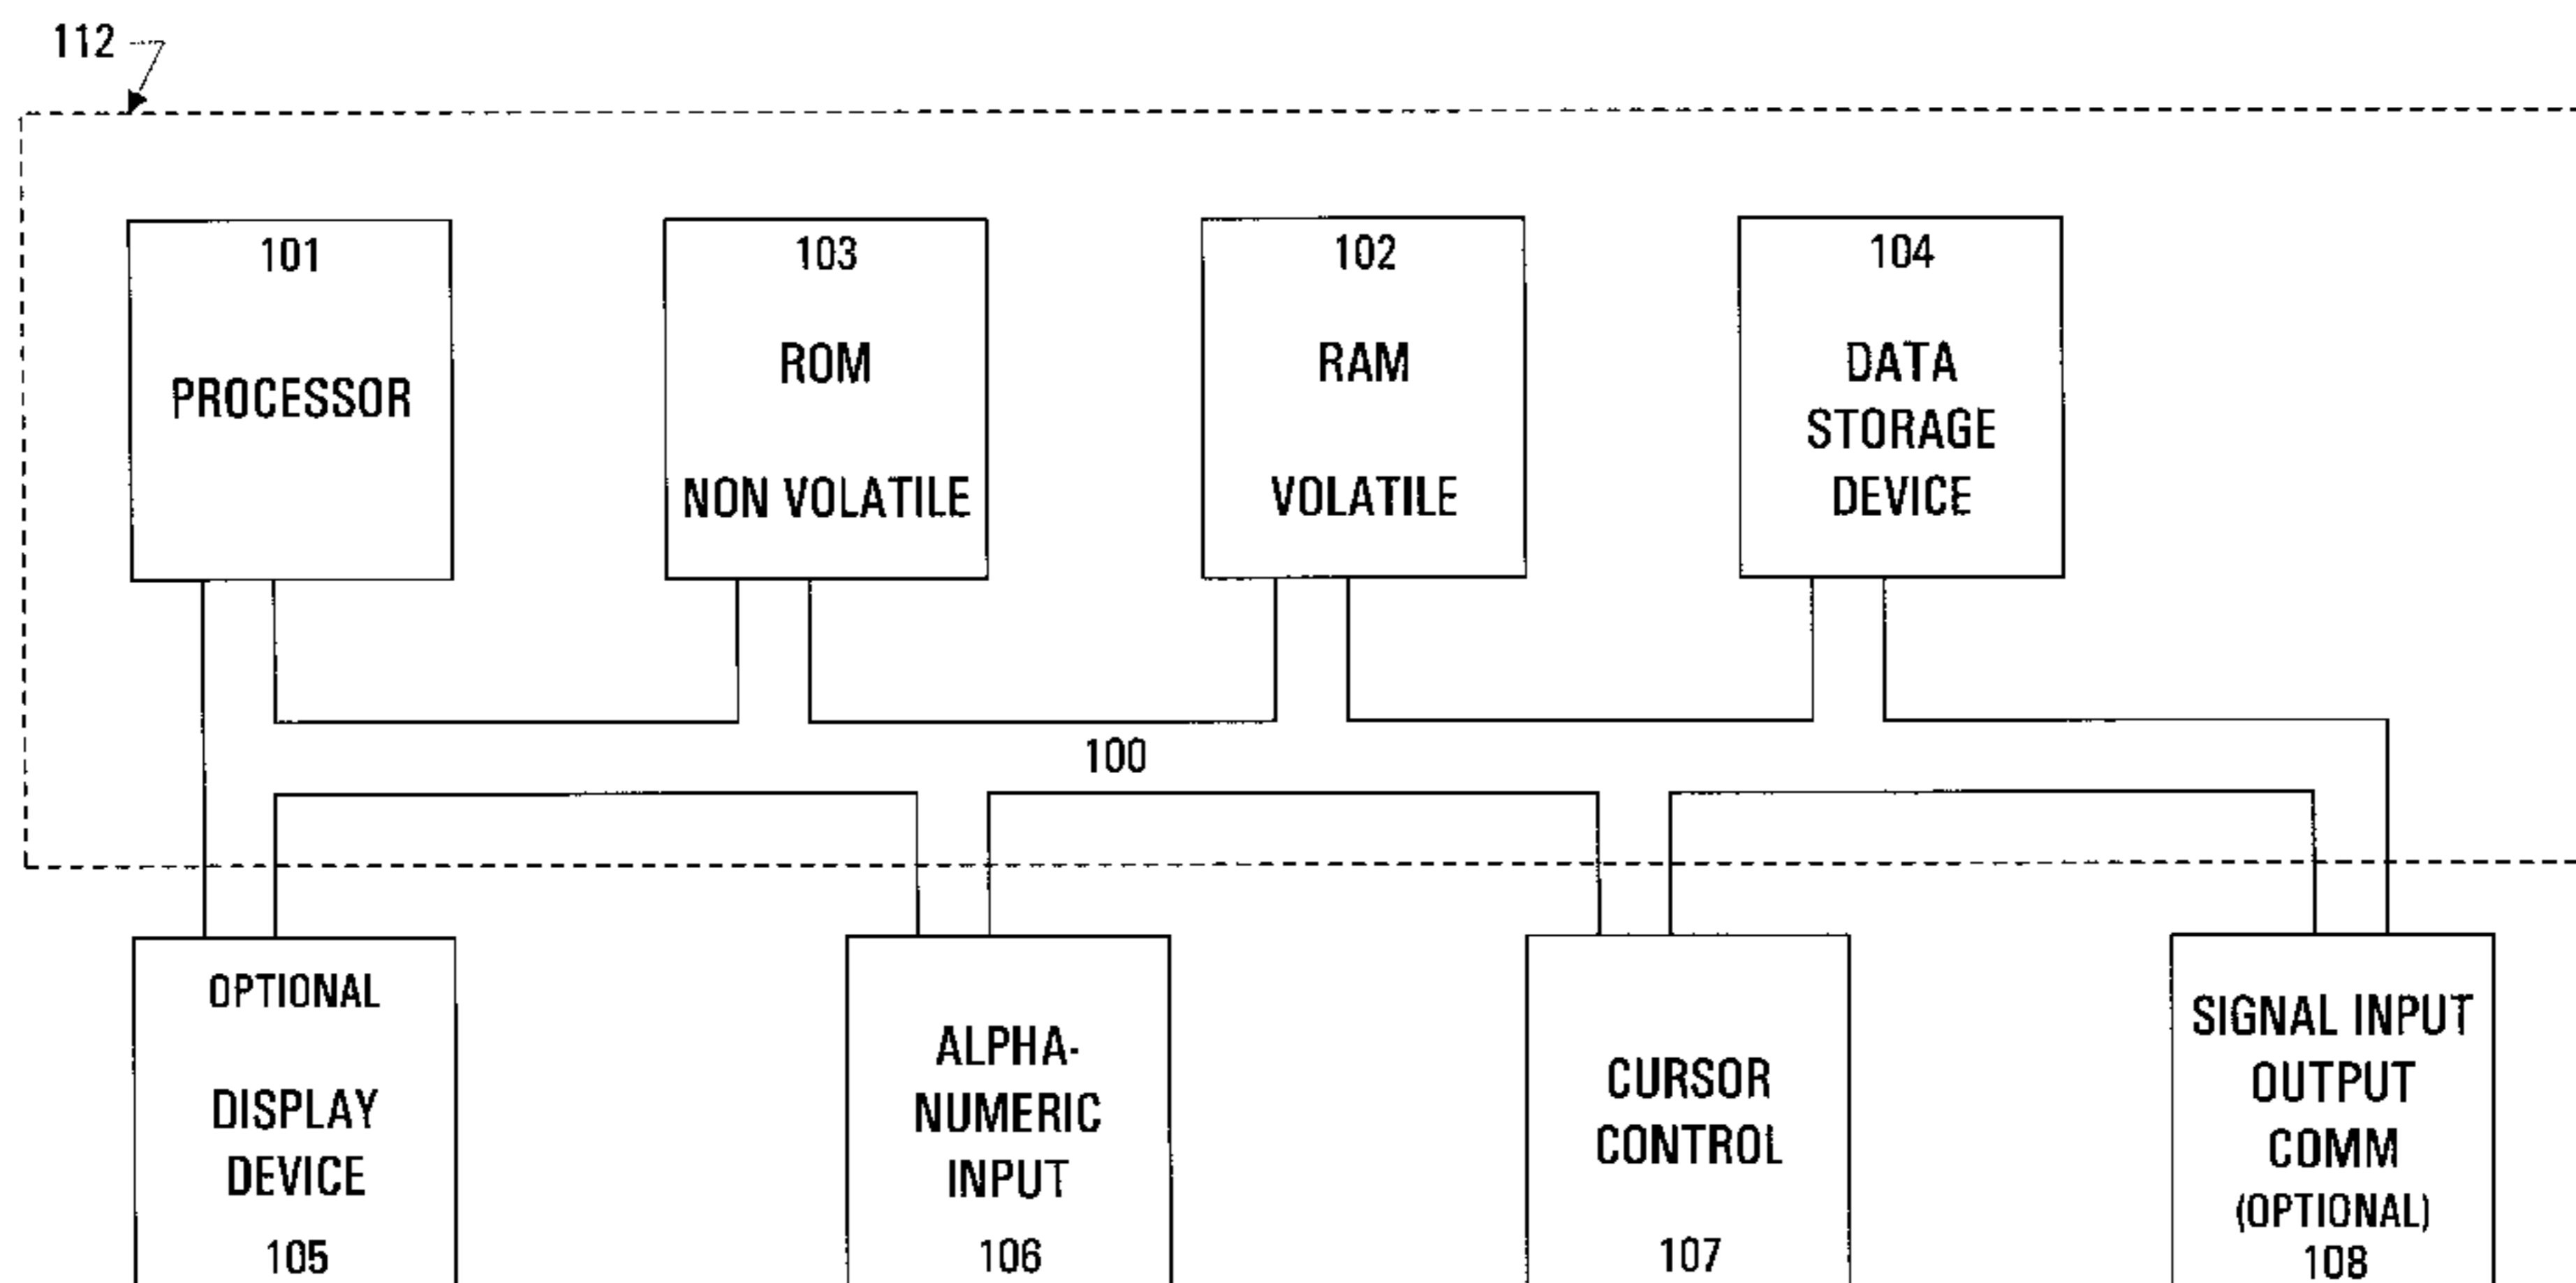 112
101
PROCESSOR
103
ROM
NON VOLATILE
102
RAM
VOLATILE
104
DATA
STORAGE
DEVICE
100
OPTIONAL
DISPLAY
DEVICE
105
ALPHA-
NUMERIC
INPUT
106
CURSOR
CONTROL
107
SIGNAL INPUT
OUTPUT
COMM
(OPTIONAL)
108